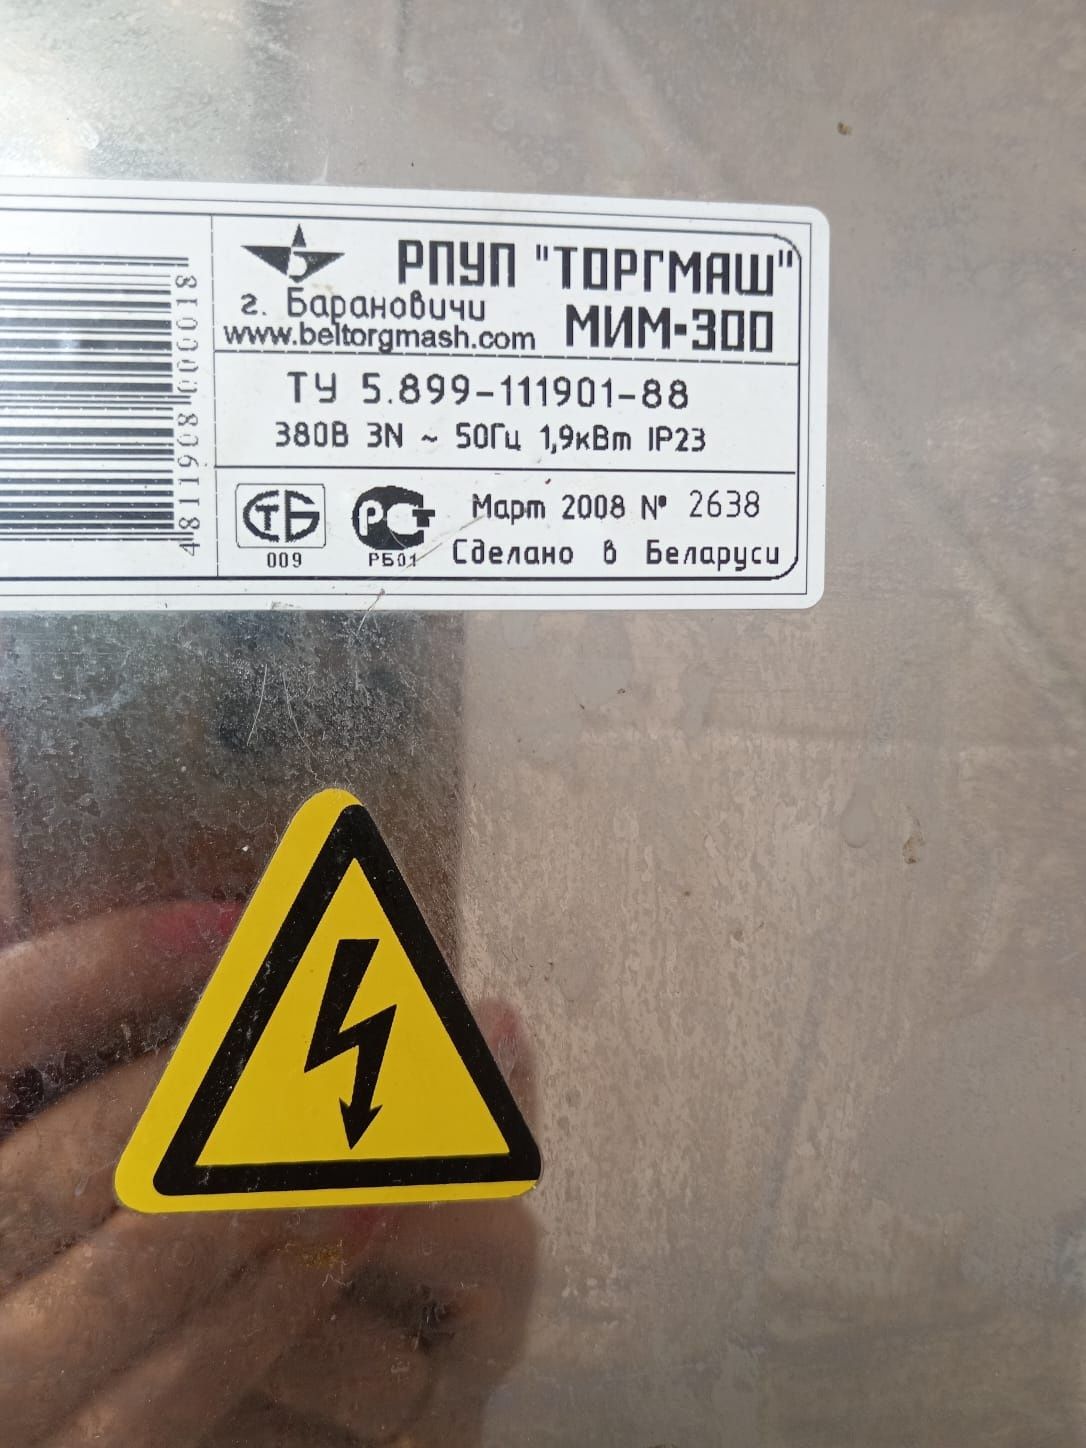 РПУП "ТОРГМАШ"
г. Барановичи
www.beltorgmash.com МИМ-300
ТУ 5.899-111901-88
380В 3N ~ 50Гц 1,9кВт IP23
СТБ РСТ Март 2008 № 2638
009 РБ01 Сделано в Беларуси
4811908000018